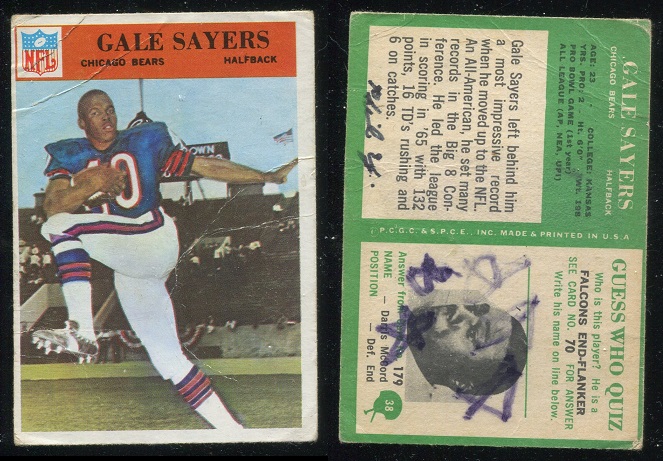 NFL
GALE SAYERS
CHICAGO BEARS HALFBACK
40
GALE SAYERS
CHICAGO BEARS HALFBACK
AGE: 23 COLLEGE: KANSAS
YRS. PRO: 2 Ht. 6'0" Wt. 198
PRO BOWL GAME (1st year)
ALL LEAGUE (AP, NEA, UPI)
Gale Sayers left behind him
a most impressive record
when he moved up to the NFL.
An All-American, he set many
records in the Big 8 Con-
ference. He led the league
in scoring in '65 with 132
points, 16 TD's rushing and
6 on catches.
P.C.G.C. & S.P.C.E., INC. MADE & PRINTED IN U.S.A
GUESS WHO QUIZ
Who is this player? He is a
FALCONS END-FLANKER
SEE CARD NO. 70 FOR ANSWER
Write his name on line below.
Answer from 179
NAME — McCord
POSITION — Def. End
38